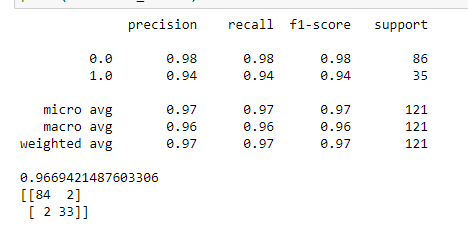 precision recall f1-score support
0.0 0.98 0.98 0.98 86
1.0 0.94 0.94 0.94 35
micro avg 0.97 0.97 0.97 121
macro avg 0.96 0.96 0.96 121
weighted avg 0.97 0.97 0.97 121
0.9669421487603306
[[84 2]
[ 2 33]]